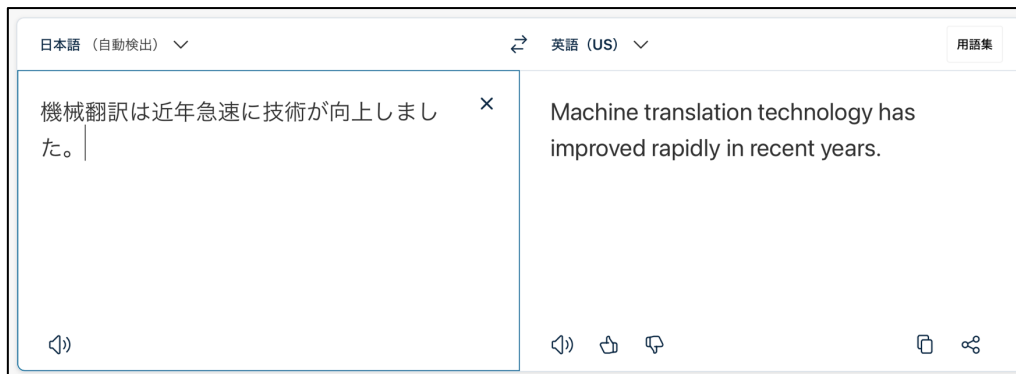 日本語 （自動検出）
英語（US）
用語集
機械翻訳は近年急速に技術が向上しまし
た。
Machine translation technology has
improved rapidly in recent years.